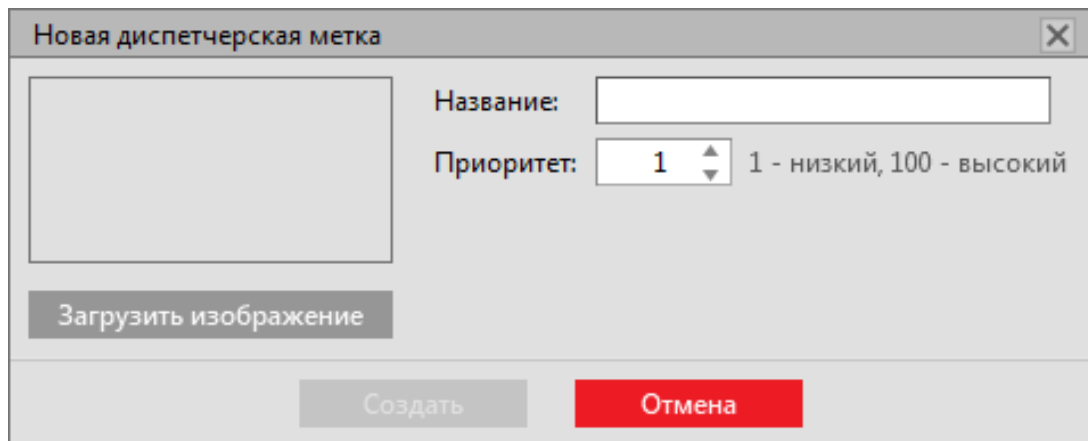 Новая диспетчерская метка
Название:
Приоритет: 1 1 - низкий, 100 - высокий
Загрузить изображение
Создать Отмена